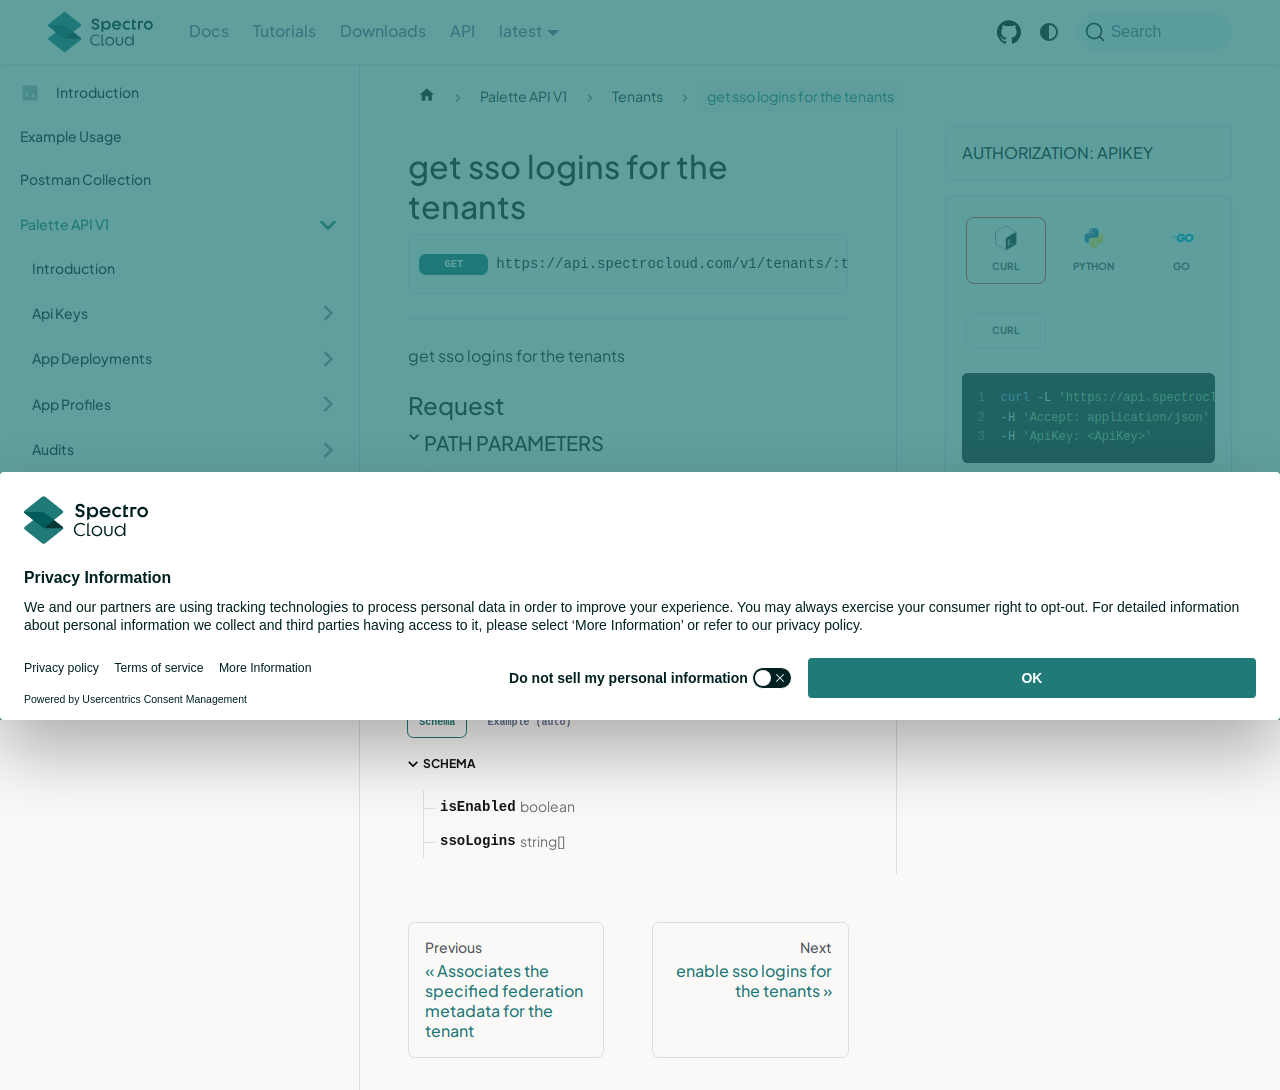 Spectro Cloud
Docs
Tutorials
Downloads
API
latest
Search
Introduction
Example Usage
Postman Collection
Palette API V1
Introduction
Api Keys
App Deployments
App Profiles
Audits
Palette API V1
Tenants
get sso logins for the tenants
get sso logins for the
tenants
GET
https://api.spectrocloud.com/v1/tenants/:t
get sso logins for the tenants
Request
PATH PARAMETERS
AUTHORIZATION: APIKEY
CURL
PYTHON
GO
CURL
1 curl -L 'https://api.spectrocl
2 -H 'Accept: application/json'
3 -H 'ApiKey: <ApiKey>'
Spectro
Cloud
Privacy Information
We and our partners are using tracking technologies to process personal data in order to improve your experience. You may always exercise your consumer right to opt-out. For detailed information
about personal information we collect and third parties having access to it, please select ‘More Information’ or refer to our privacy policy.
Privacy policy
Terms of service
More Information
Powered by Usercentrics Consent Management
Do not sell my personal information
OK
Schema
Example (auto)
SCHEMA
isEnabled boolean
ssoLogins string[]
Previous
« Associates the
specified federation
metadata for the
tenant
Next
enable sso logins for
the tenants »